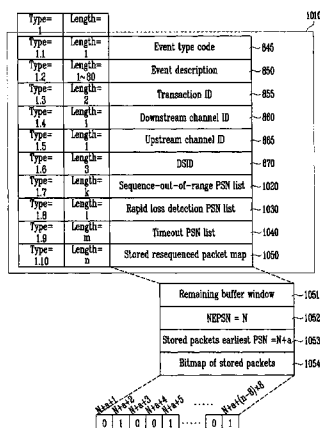 1010
Type= 1 Length=
Type= 1.1 Length= 1 Event type code 845
Type= 1.2 Length= 1~80 Event description 850
Type= 1.3 Length= 2 Transaction ID 855
Type= 1.4 Length= 1 Downstream channel ID 860
Type= 1.5 Length= 1 Upstream channel ID 865
Type= 1.6 Length= 3 DSID 870
Type= 1.7 Length= k Sequence-out-of-range PSN list 1020
Type= 1.8 Length= l Rapid loss detection PSN list 1030
Type= 1.9 Length= m Timeout PSN list 1040
Type= 1.10 Length= n Stored resequenced packet map 1050
Remaining buffer window 1051
NEPSN = N 1052
Stored packets earliest PSN =N+a 1053
Bitmap of stored packets 1054
N+a+1 N+a+2 N+a+3 N+a+4 N+a+5 ..... N+a+(n-8)*8
0 1 0 0 1 ..... 0 1